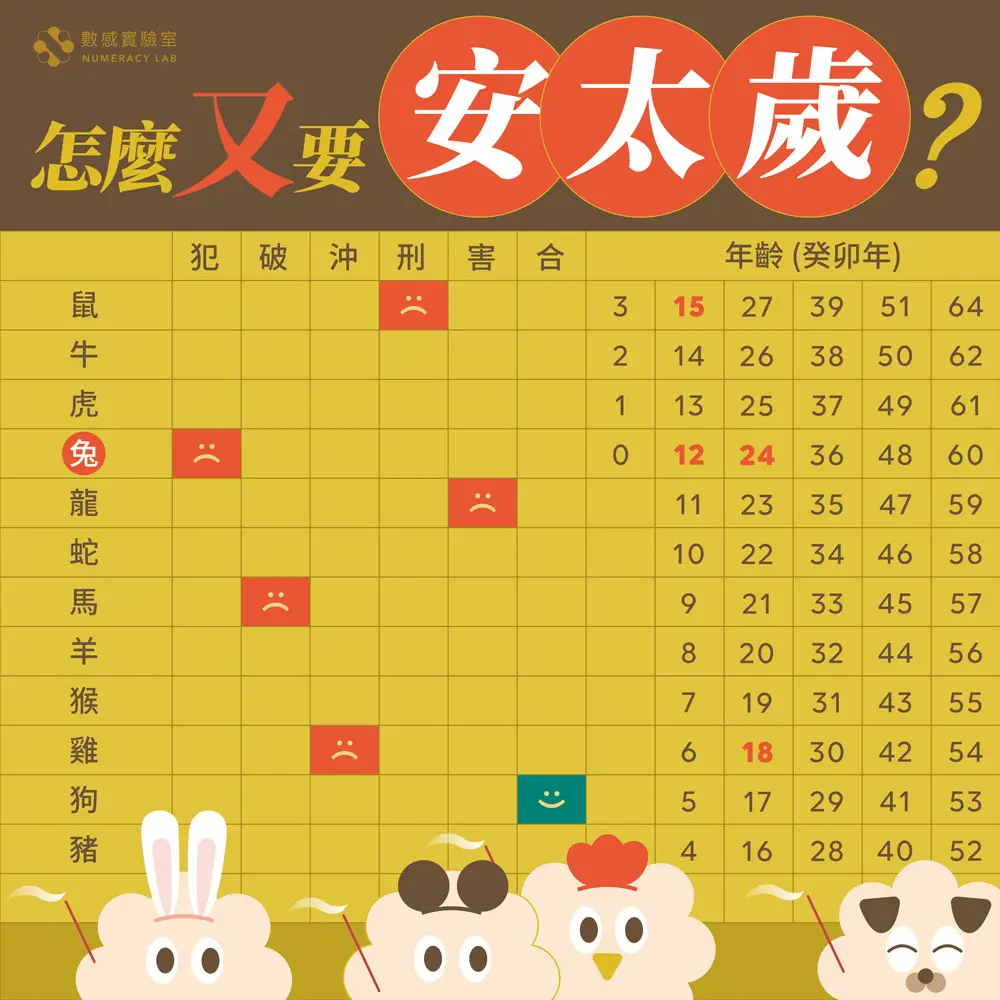 數感實驗室
NUMERACY LAB
怎麼又要安太歲?
犯 破 沖 刑 害 合 年齡 (癸卯年)
鼠 3 15 27 39 51 64
牛 2 14 26 38 50 62
虎 1 13 25 37 49 61
兔 0 12 24 36 48 60
龍 11 23 35 47 59
蛇 10 22 34 46 58
馬 9 21 33 45 57
羊 8 20 32 44 56
猴 7 19 31 43 55
雞 6 18 30 42 54
狗 5 17 29 41 53
豬 4 16 28 40 52